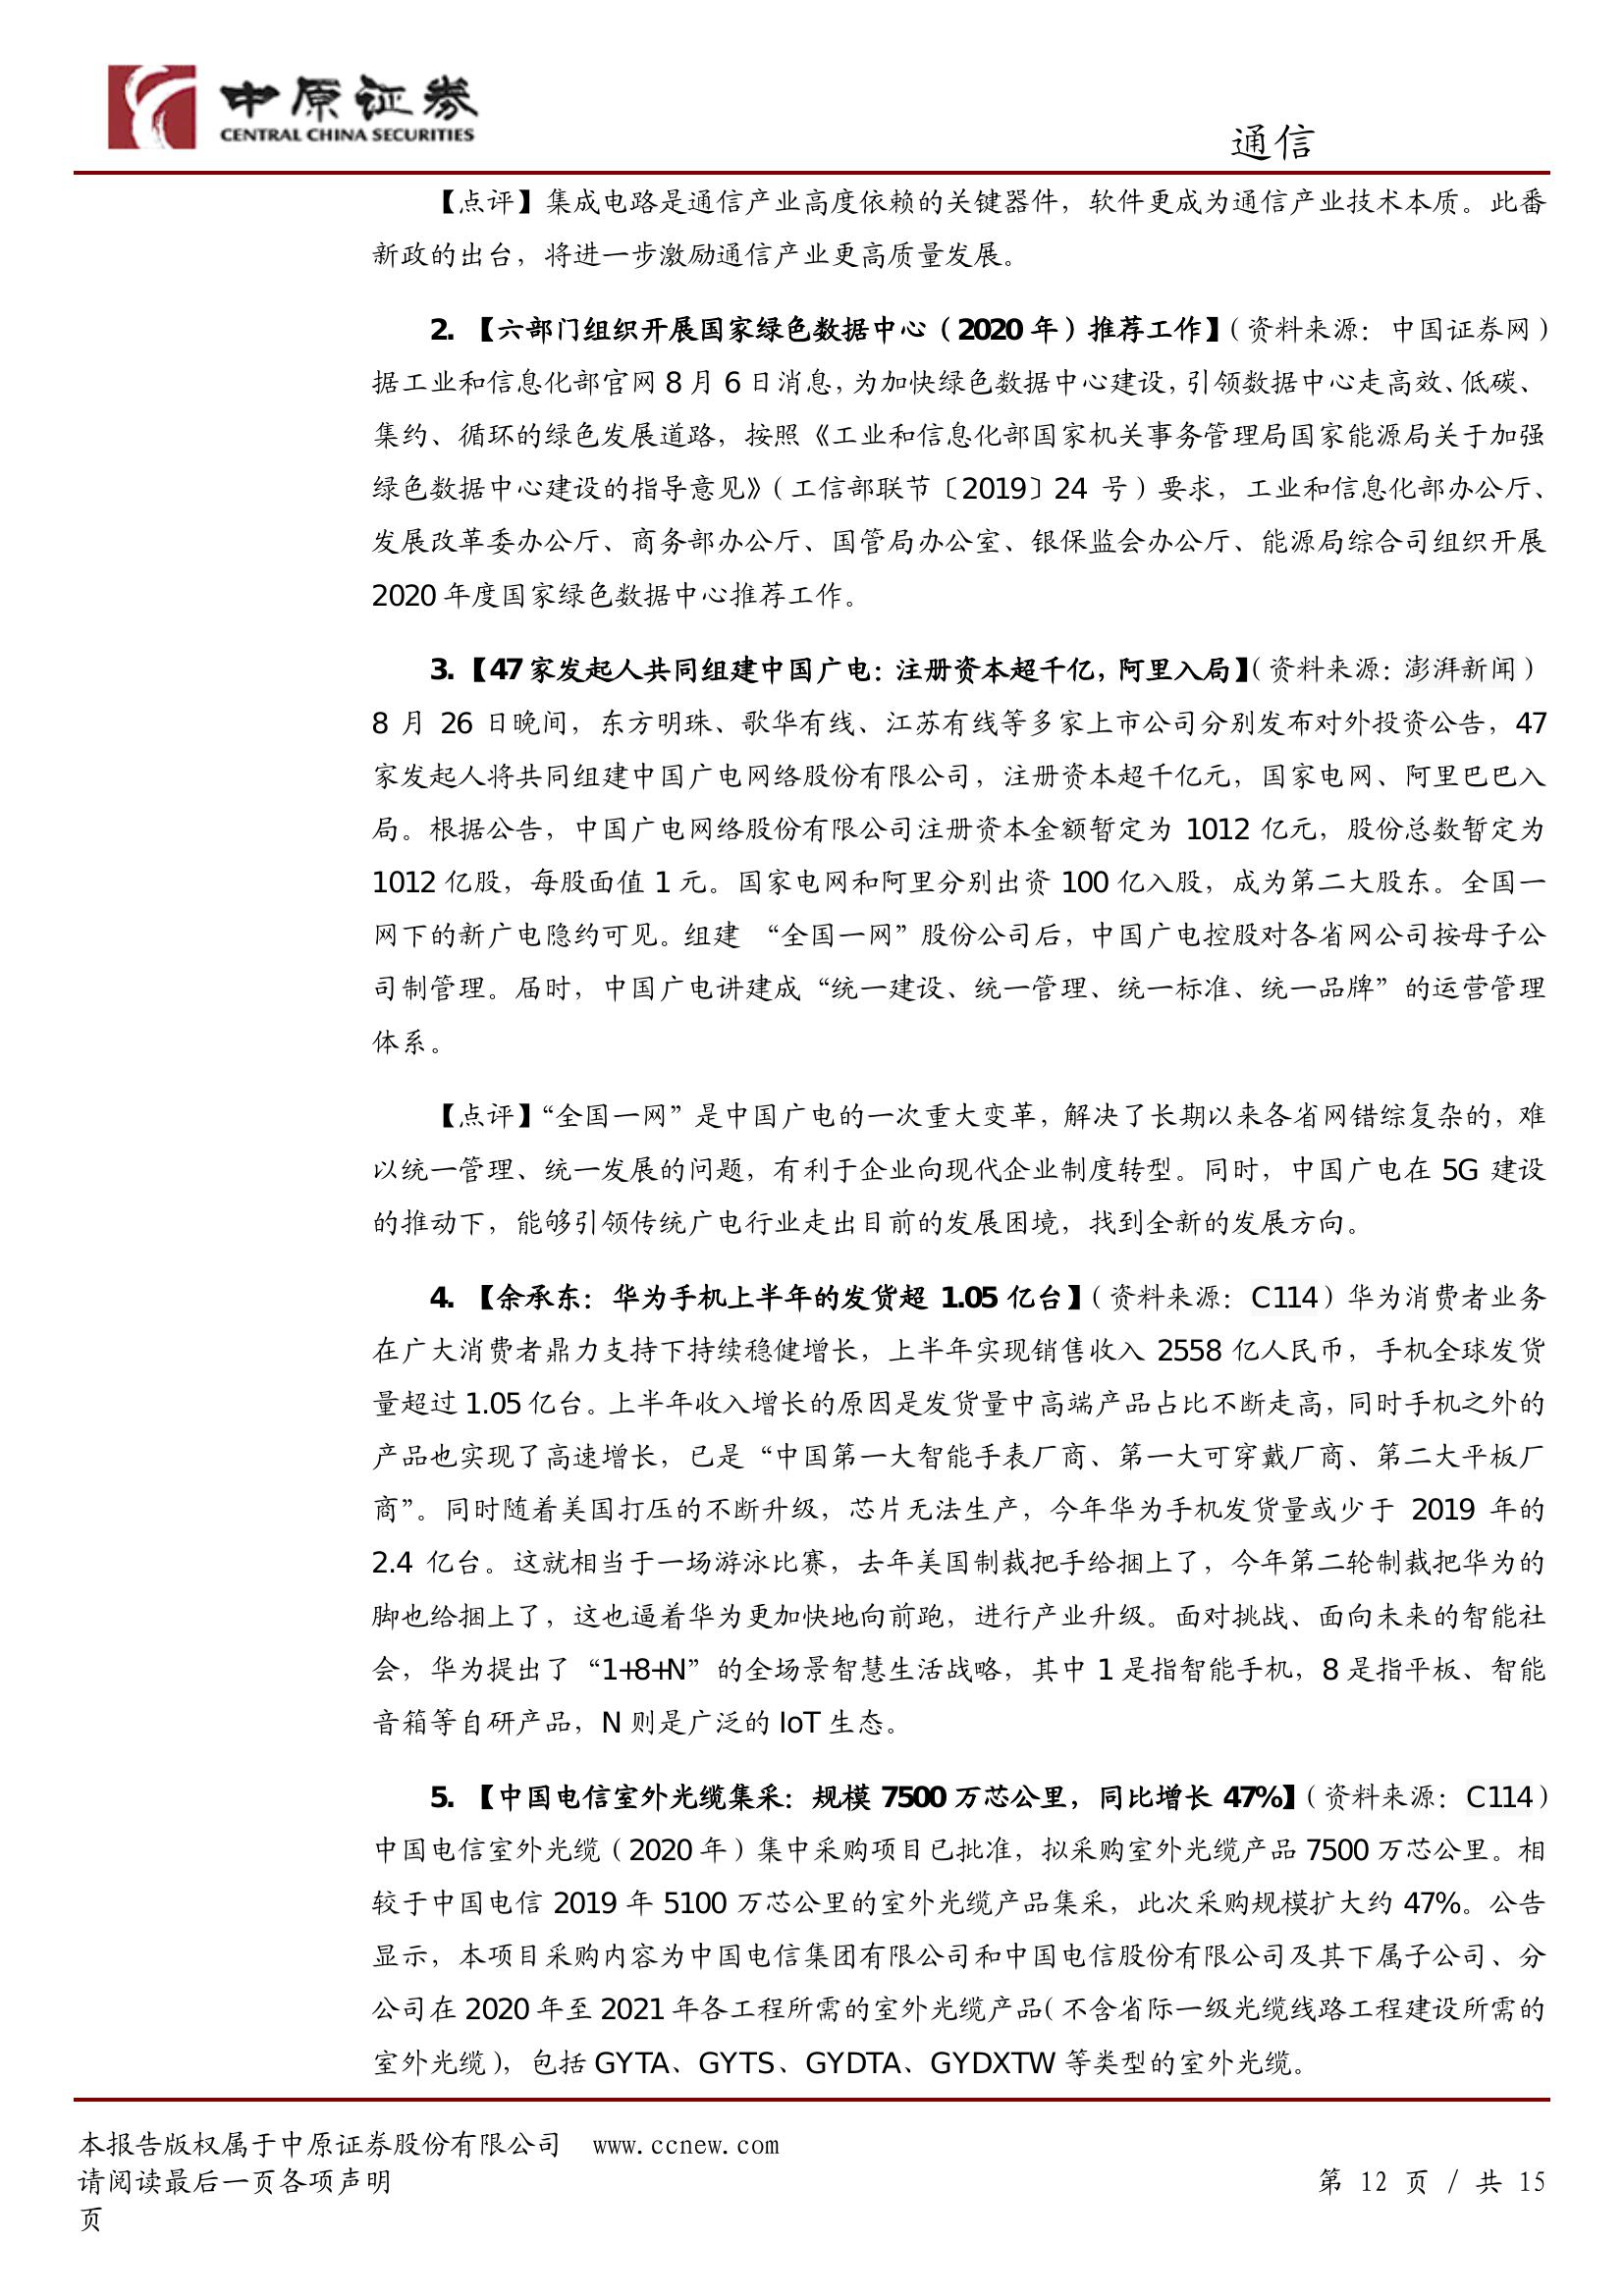 中原证券
CENTRAL CHINA SECURITIES
通信
【点评】集成电路是通信产业高度依赖的关键器件，软件更成为通信产业技术本质。此番
新政的出台，将进一步激励通信产业更高质量发展。
2. 【六部门组织开展国家绿色数据中心（2020 年）推荐工作】（资料来源：中国证券网）
据工业和信息化部官网 8 月 6 日消息，为加快绿色数据中心建设，引领数据中心走高效、低碳、
集约、循环的绿色发展道路，按照《工业和信息化部国家机关事务管理局国家能源局关于加强
绿色数据中心建设的指导意见》（工信部联节〔2019〕24 号）要求，工业和信息化部办公厅、
发展改革委办公厅、商务部办公厅、国管局办公室、银保监会办公厅、能源局综合司组织开展
2020 年度国家绿色数据中心推荐工作。
3. 【47 家发起人共同组建中国广电：注册资本超千亿，阿里入局】（资料来源：澎湃新闻）
8 月 26 日晚间，东方明珠、歌华有线、江苏有线等多家上市公司分别发布对外投资公告，47
家发起人将共同组建中国广电网络股份有限公司，注册资本超千亿元，国家电网、阿里巴巴入
局。根据公告，中国广电网络股份有限公司注册资本金额暂定为 1012 亿元，股份总数暂定为
1012 亿股，每股面值 1 元。国家电网和阿里分别出资 100 亿入股，成为第二大股东。全国一
网下的新广电隐约可见。组建 “全国一网”股份公司后，中国广电控股对各省网公司按母子公
司制管理。届时，中国广电讲建成“统一建设、统一管理、统一标准、统一品牌”的运营管理
体系。
【点评】“全国一网”是中国广电的一次重大变革，解决了长期以来各省网错综复杂的，难
以统一管理、统一发展的问题，有利于企业向现代企业制度转型。同时，中国广电在 5G 建设
的推动下，能够引领传统广电行业走出目前的发展困境，找到全新的发展方向。
4. 【余承东：华为手机上半年的发货超 1.05 亿台】（资料来源：C114）华为消费者业务
在广大消费者鼎力支持下持续稳健增长，上半年实现销售收入 2558 亿人民币，手机全球发货
量超过 1.05 亿台。上半年收入增长的原因是发货量中高端产品占比不断走高，同时手机之外的
产品也实现了高速增长，已是“中国第一大智能手表厂商、第一大可穿戴厂商、第二大平板厂
商”。同时随着美国打压的不断升级，芯片无法生产，今年华为手机发货量或少于 2019 年的
2.4 亿台。这就相当于一场游泳比赛，去年美国制裁把手给捆上了，今年第二轮制裁把华为的
脚也给捆上了，这也逼着华为更加快地向前跑，进行产业升级。面对挑战、面向未来的智能社
会，华为提出了“1+8+N”的全场景智慧生活战略，其中 1 是指智能手机，8 是指平板、智能
音箱等自研产品，N 则是广泛的 IoT 生态。
5. 【中国电信室外光缆集采：规模 7500 万芯公里，同比增长 47%】（资料来源：C114）
中国电信室外光缆（2020 年）集中采购项目已批准，拟采购室外光缆产品 7500 万芯公里。相
较于中国电信 2019 年 5100 万芯公里的室外光缆产品集采，此次采购规模扩大约 47%。公告
显示，本项目采购内容为中国电信集团有限公司和中国电信股份有限公司及其下属子公司、分
公司在 2020 年至 2021 年各工程所需的室外光缆产品（不含省际一级光缆线路工程建设所需的
室外光缆），包括 GYTA、GYTS、GYDTA、GYDXTW 等类型的室外光缆。
本报告版权属于中原证券股份有限公司 www.ccnew.com
请阅读最后一页各项声明 第 12 页 / 共 15
页